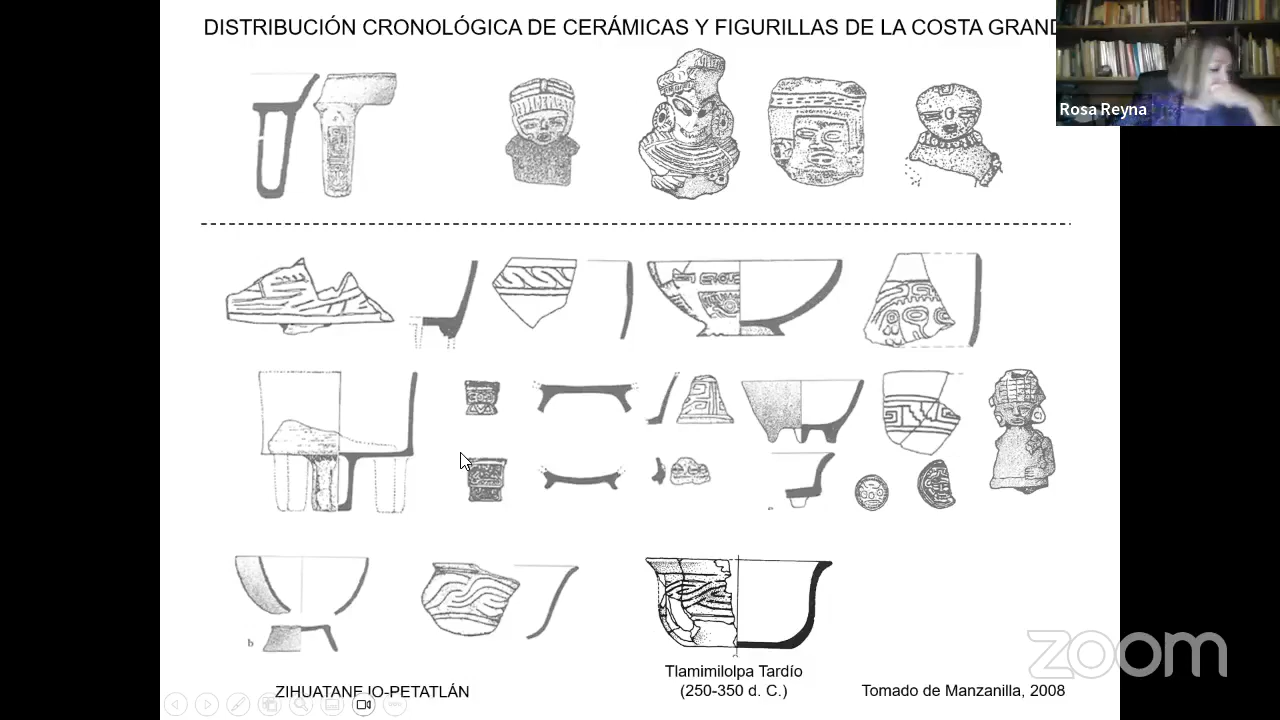 DISTRIBUCIÓN CRONOLÓGICA DE CERÁMICAS Y FIGURILLAS DE LA COSTA GRAND
Rosa Reyna
b
Tlamimilolpa Tardío
(250-350 d. C.)
ZIHUATANEJO-PETATLÁN
Tomado de Manzanilla, 2008
zoom